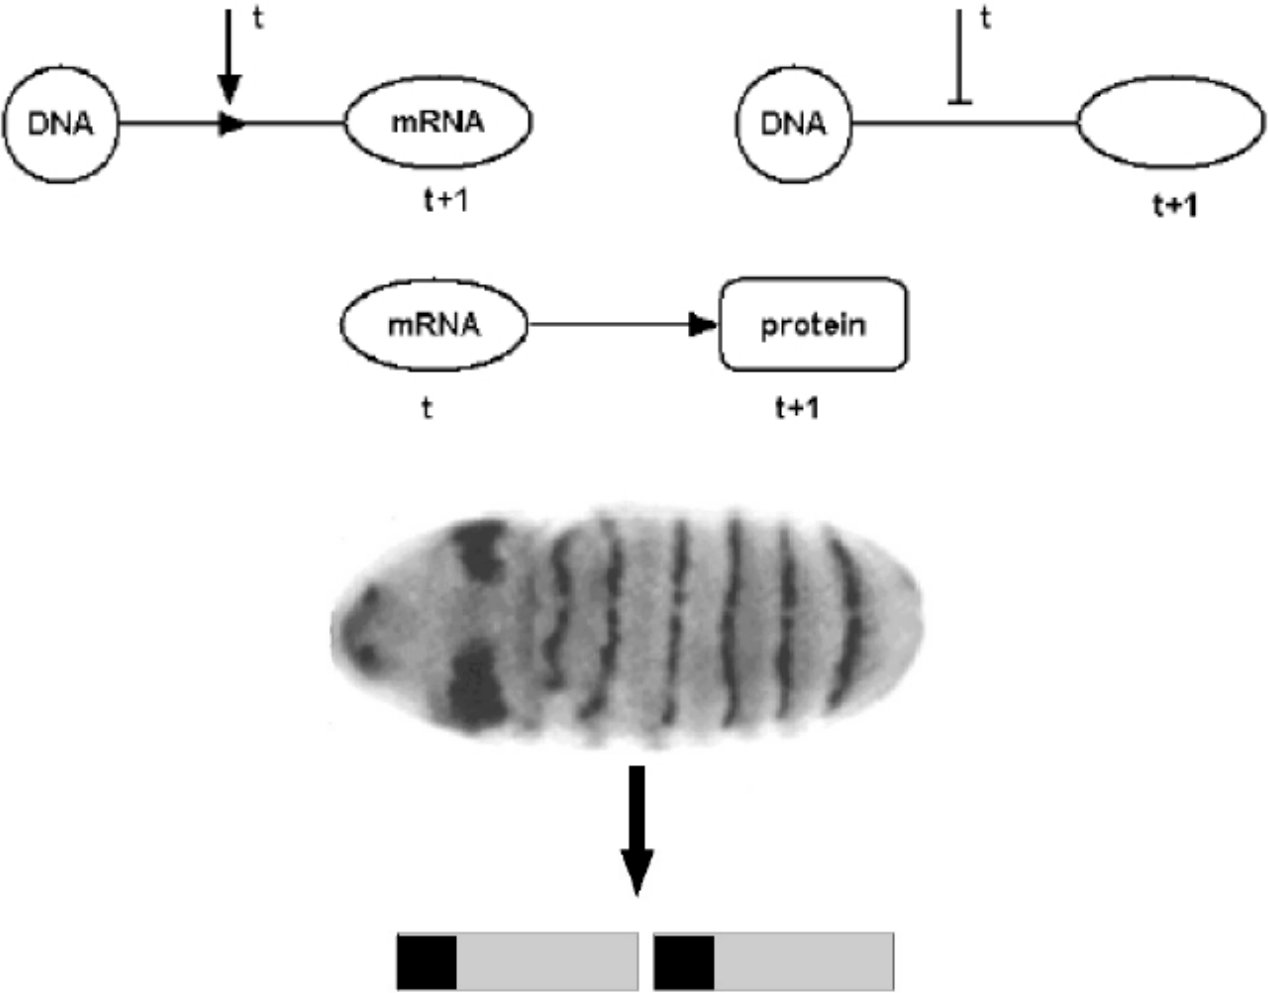 t t
DNA mRNA DNA
t+1 t+1
mRNA protein
t t+1